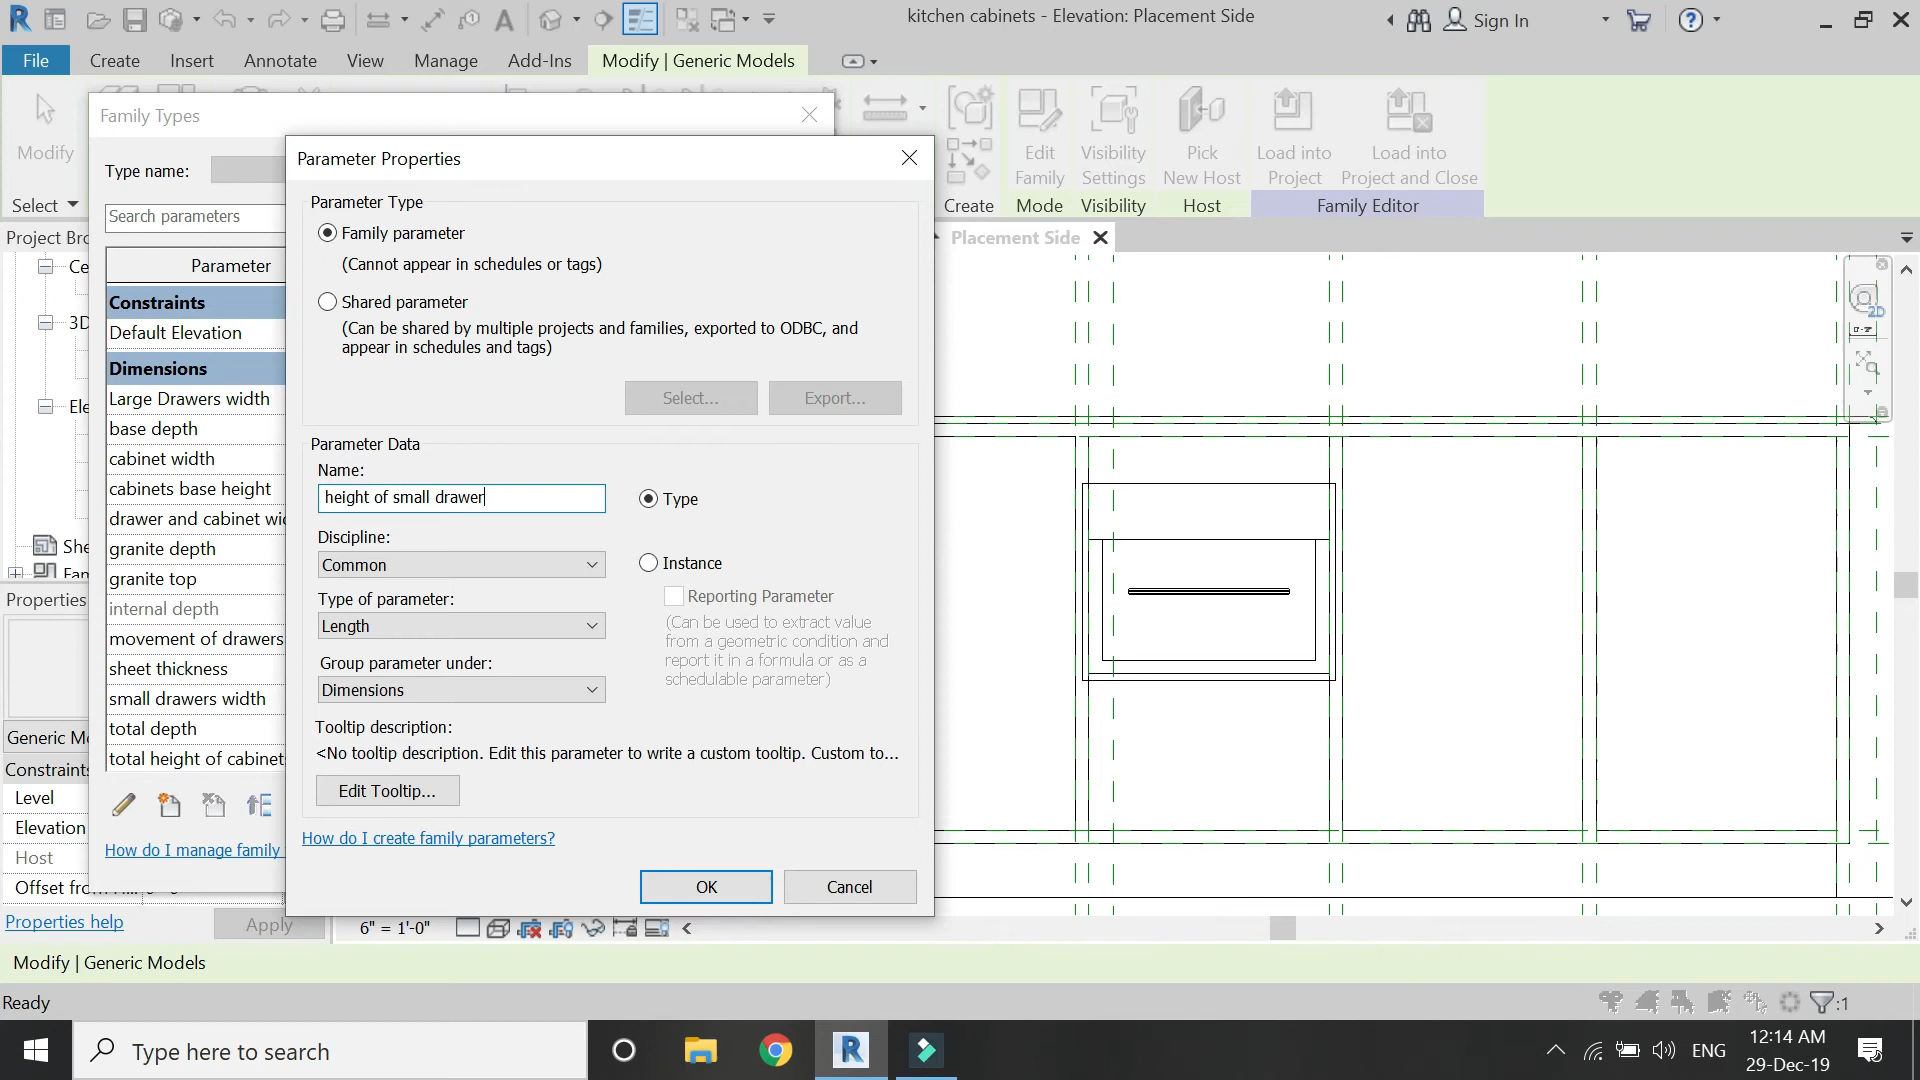 kitchen cabinets - Elevation: Placement Side
Sign In
File
Create
Insert
Annotate
View
Manage
Add-Ins
Modify | Generic Models
Modify
Select
Edit Family
Visibility Settings
Pick New Host
Load into Project
Load into Project and Close
Create
Mode
Visibility
Host
Family Editor
Project Br
Placement Side
Ce
3D
Ele
She
Fam
Properties
Generic M
Constraints
Level
Elevation
Host
Properties help
Apply
Family Types
Type name:
Search parameters
Parameter
Constraints
Default Elevation
Dimensions
Large Drawers width
base depth
cabinet width
cabinets base height
drawer and cabinet wi
granite depth
granite top
internal depth
movement of drawers
sheet thickness
small drawers width
total depth
total height of cabinet
How do I manage family
Parameter Properties
Parameter Type
Family parameter
(Cannot appear in schedules or tags)
Shared parameter
(Can be shared by multiple projects and families, exported to ODBC, and
appear in schedules and tags)
Select...
Export...
Parameter Data
Name:
height of small drawer
Type
Discipline:
Common
Instance
Type of parameter:
Length
Reporting Parameter
(Can be used to extract value
from a geometric condition and
report it in a formula or as a
schedulable parameter)
Group parameter under:
Dimensions
Tooltip description:
<No tooltip description. Edit this parameter to write a custom tooltip. Custom to...
Edit Tooltip...
How do I create family parameters?
OK
Cancel
2D
6" = 1'-0"
Modify | Generic Models
Ready
:1
Type here to search
ENG
12:14 AM
29-Dec-19